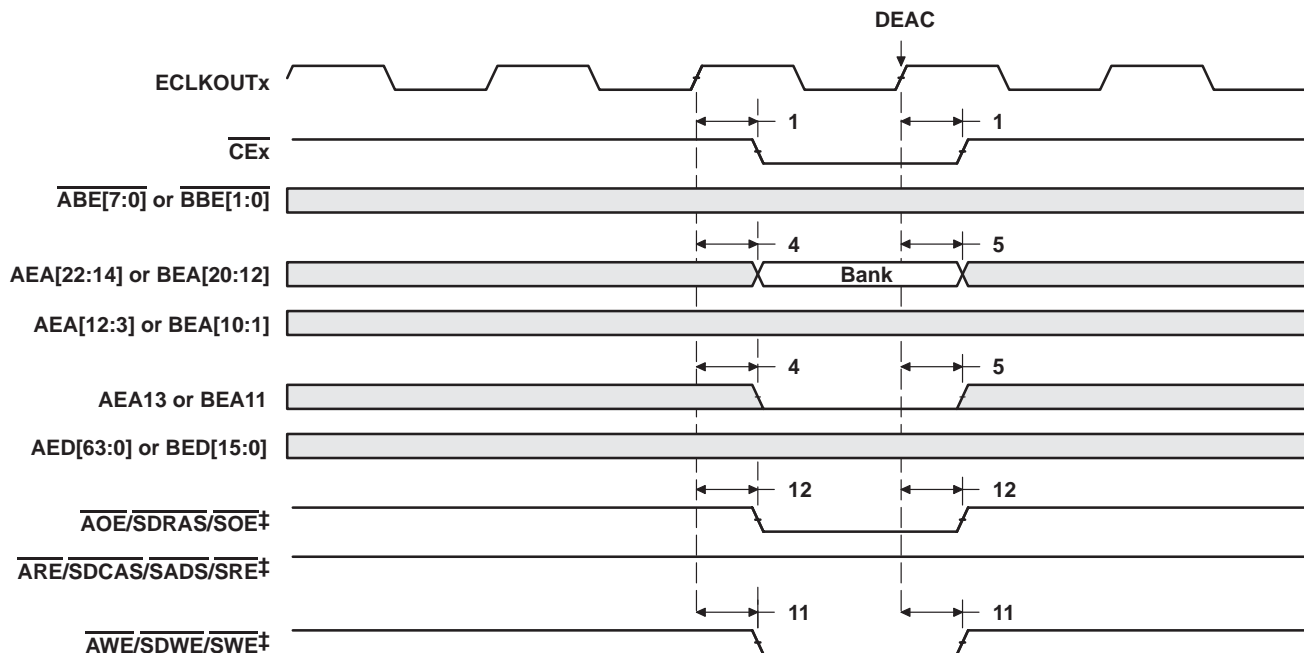 DEAC
ECLKOUTx
1 1
CEx
ABE[7:0] or BBE[1:0]
4 5
AEA[22:14] or BEA[20:12] Bank
AEA[12:3] or BEA[10:1]
4 5
AEA13 or BEA11
AED[63:0] or BED[15:0]
12 12
AOE/SDRAS/SOE‡
ARE/SDCAS/SADS/SRE‡
11 11
AWE/SDWE/SWE‡